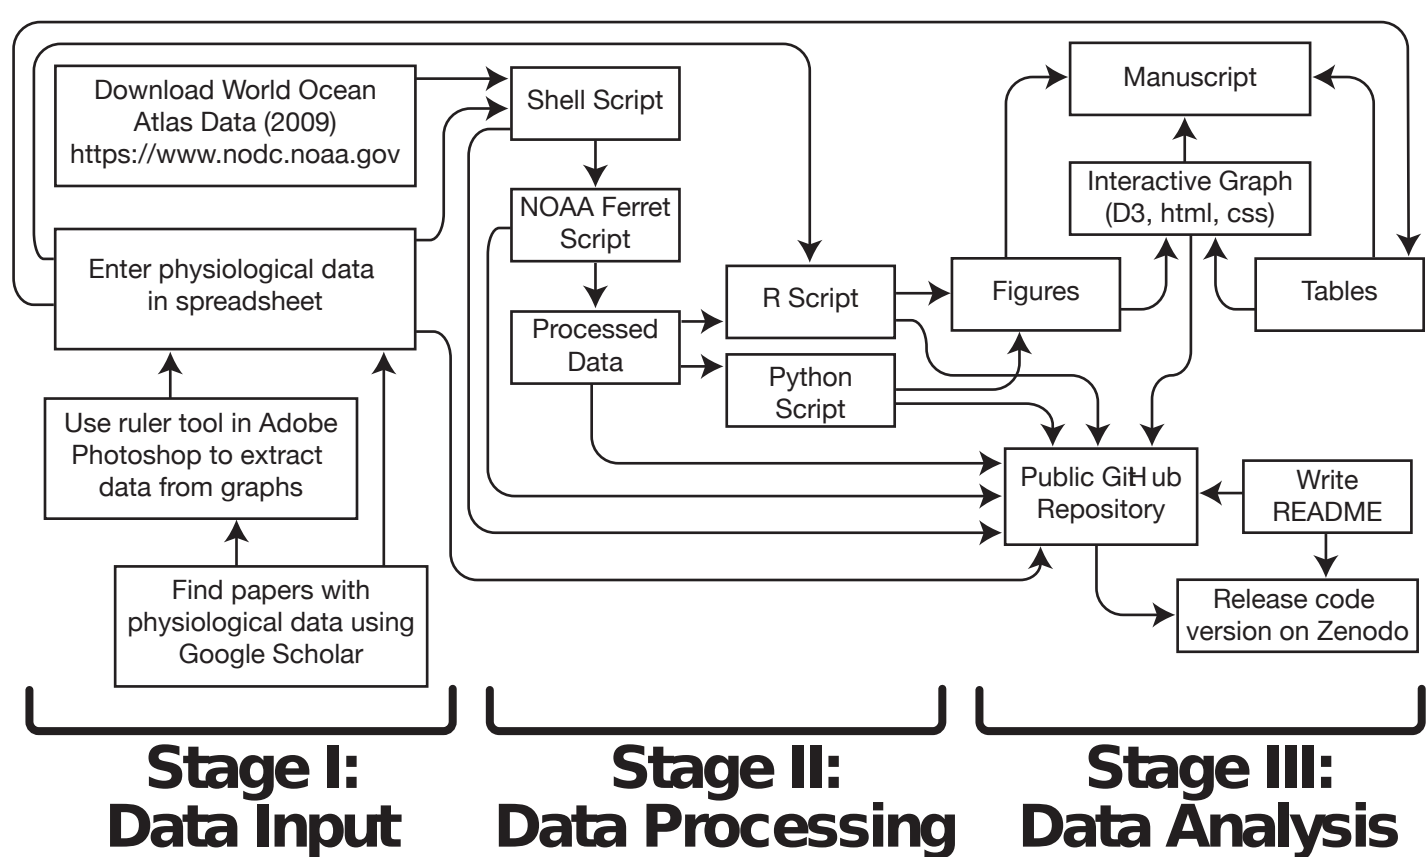 Download World Ocean
Atlas Data (2009)
https://www.nodc.noaa.gov
Enter physiological data
in spreadsheet
Use ruler tool in Adobe
Photoshop to extract
data from graphs
Find papers with
physiological data using
Google Scholar
Shell Script
NOAA Ferret
Script
Processed
Data
R Script
Python
Script
Manuscript
Interactive Graph
(D3, html, css)
Figures
Tables
Public GitHub
Repository
Write
README
Release code
version on Zenodo
Stage I:
Data Input
Stage II:
Data Processing
Stage III:
Data Analysis